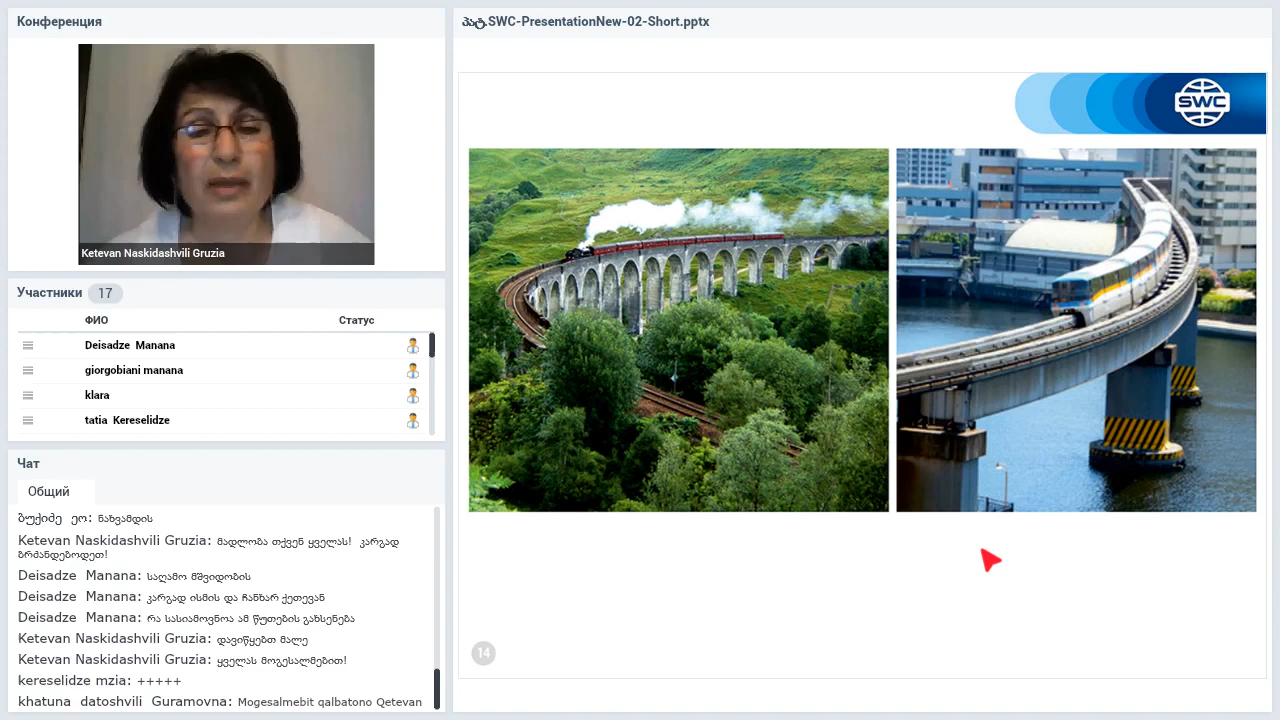 Конференция
Ketevan Naskidashvili Gruzia
Участники 17
ФИО Статус
Deisadze Manana
giorgobiani manana
klara
tatia Kereselidze
Чат
Общий
ბუქიძე ეო: ნახვამდის
Ketevan Naskidashvili Gruzia: მადლობა თქვენ ყველას! კარგად
ბრძანდებოდეთ!
Deisadze Manana: საღამო მშვიდობის
Deisadze Manana: კარგად ისმის და ჩანხარ ქეთევან
Deisadze Manana: რა სასიამოვნოა ამ წუთების გახსენება
Ketevan Naskidashvili Gruzia: დავიწყებთ მალე
Ketevan Naskidashvili Gruzia: ყველას მოგესალმებით!
kereselidze mzia: +++++
khatuna datoshvili Guramovna: Mogesalmebit qalbatono Qetevan
პატ.SWC-PresentationNew-02-Short.pptx
SWC
14